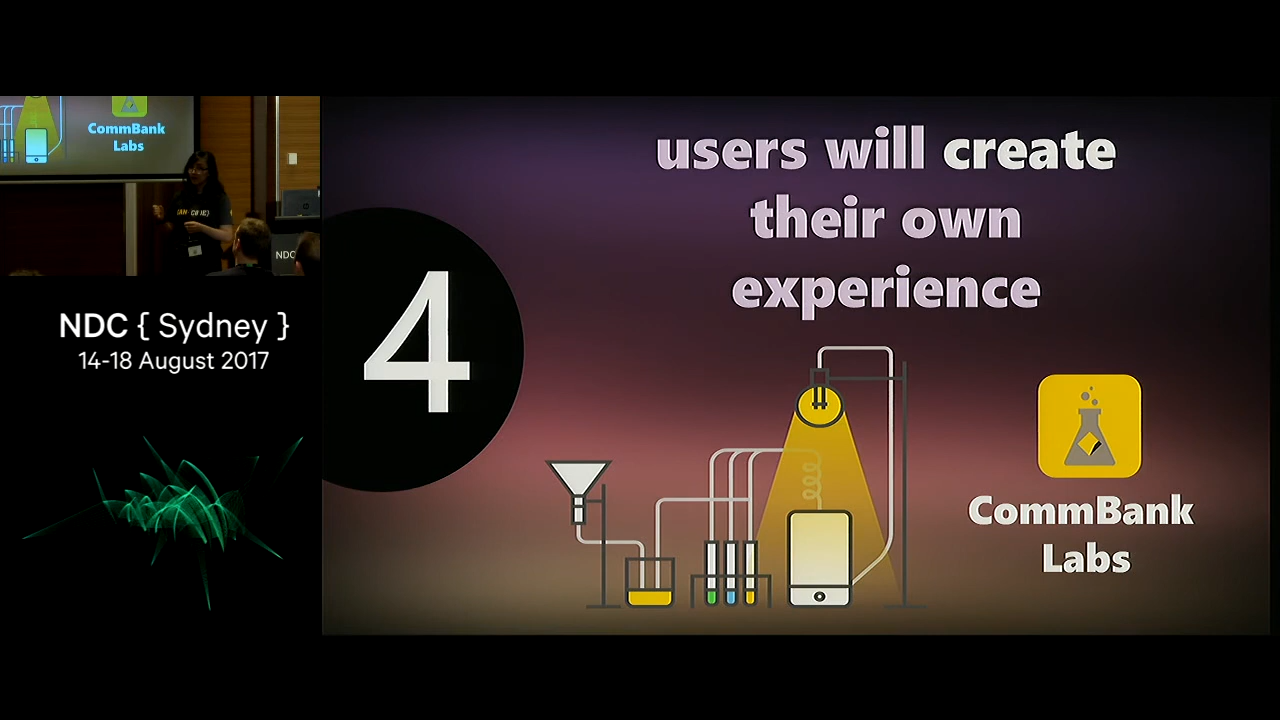 CommBank
Labs
NDC
NDC { Sydney }
14-18 August 2017
4
users will create
their own
experience
CommBank
Labs